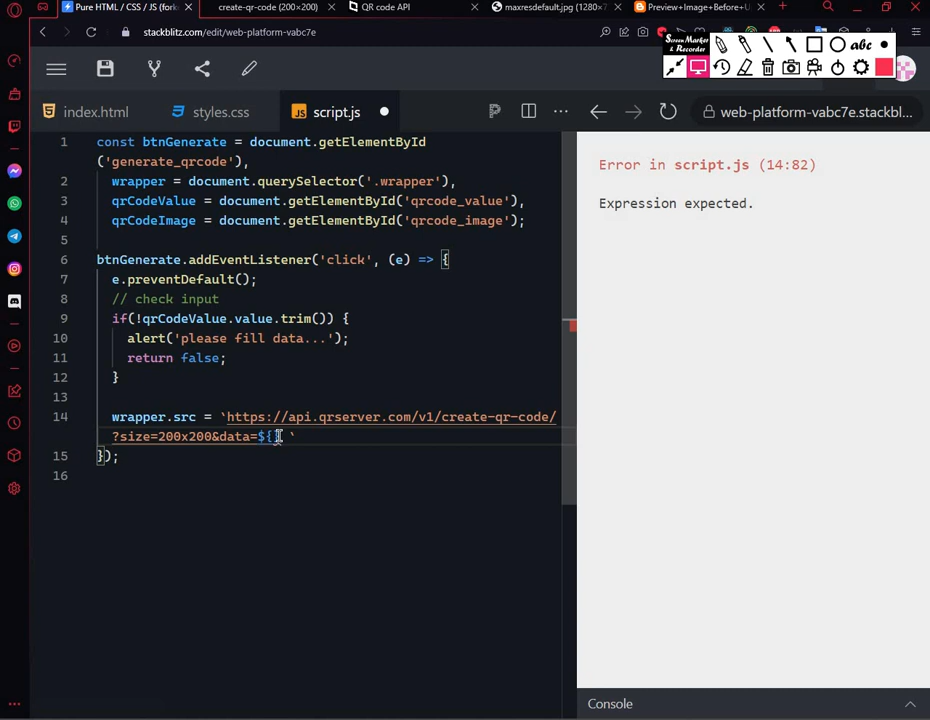 Pure HTML / CSS / JS (fork
create-qr-code (200×200)
QR code API
maxresdefault.jpg (1280×7
Preview+Image+Before+U
stackblitz.com/edit/web-platform-vabc7e
Screen Marker
& Recorder
abc
index.html
styles.css
JS script.js
web-platform-vabc7e.stackbl...
1 const btnGenerate = document.getElementById
('generate_qrcode'),
2 wrapper = document.querySelector('.wrapper'),
3 qrCodeValue = document.getElementById('qrcode_value'),
4 qrCodeImage = document.getElementById('qrcode_image');
5
6 btnGenerate.addEventListener('click', (e) => {
7 e.preventDefault();
8 // check input
9 if(!qrCodeValue.value.trim()) {
10 alert('please fill data...');
11 return false;
12 }
13
14 wrapper.src = `https://api.qrserver.com/v1/create-qr-code/
?size=200x200&data=${} `
15 });
16
Error in script.js (14:82)
Expression expected.
Console